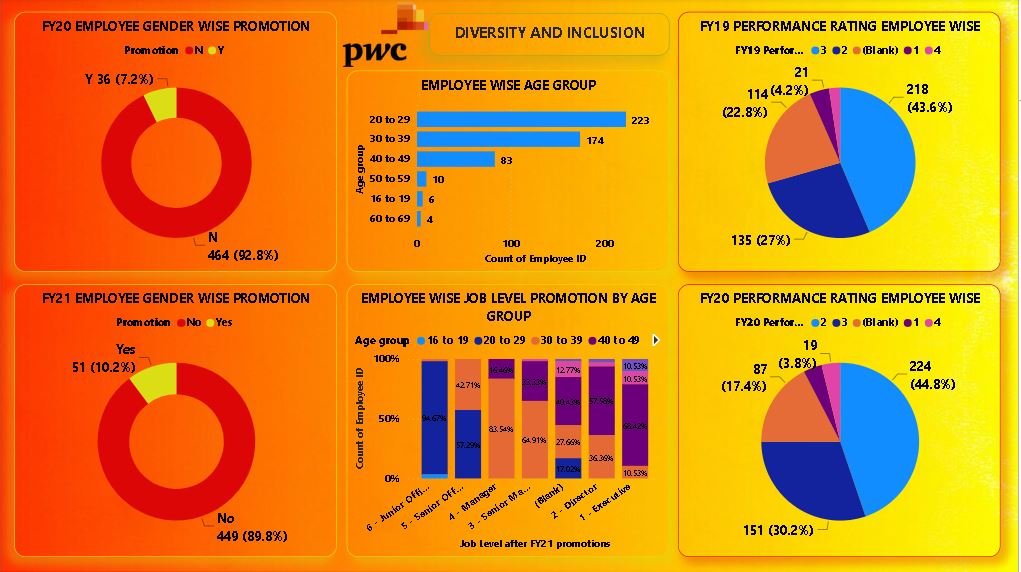 FY20 EMPLOYEE GENDER WISE PROMOTION
Promotion N Y
Y 36 (7.2%)
N
464 (92.8%)
pwc
DIVERSITY AND INCLUSION
EMPLOYEE WISE AGE GROUP
Age group
20 to 29 223
30 to 39 174
40 to 49 83
50 to 59 10
16 to 19 6
60 to 69 4
0 100 200
Count of Employee ID
FY19 PERFORMANCE RATING EMPLOYEE WISE
FY19 Perfor... 3 2 (Blank) 1 4
21
(4.2%)
114
(22.8%)
218
(43.6%)
135 (27%)
FY21 EMPLOYEE GENDER WISE PROMOTION
Promotion No Yes
Yes
51 (10.2%)
No
449 (89.8%)
EMPLOYEE WISE JOB LEVEL PROMOTION BY AGE
GROUP
Age group 16 to 19 20 to 29 30 to 39 40 to 49
Count of Employee ID
100%
50%
0%
94.67%
42.71%
57.29%
16.46%
83.54%
33.33%
64.91%
12.77%
40.43%
27.66%
17.02%
57.58%
36.36%
10.53%
10.53%
68.42%
10.53%
6 - Junior Offi...
5 - Senior Off...
4 - Manager
3 - Senior Ma...
(Blank)
2 - Director
1 - Executive
Job Level after FY21 promotions
FY20 PERFORMANCE RATING EMPLOYEE WISE
FY20 Perfor... 2 3 (Blank) 1 4
19
(3.8%)
87
(17.4%)
224
(44.8%)
151 (30.2%)